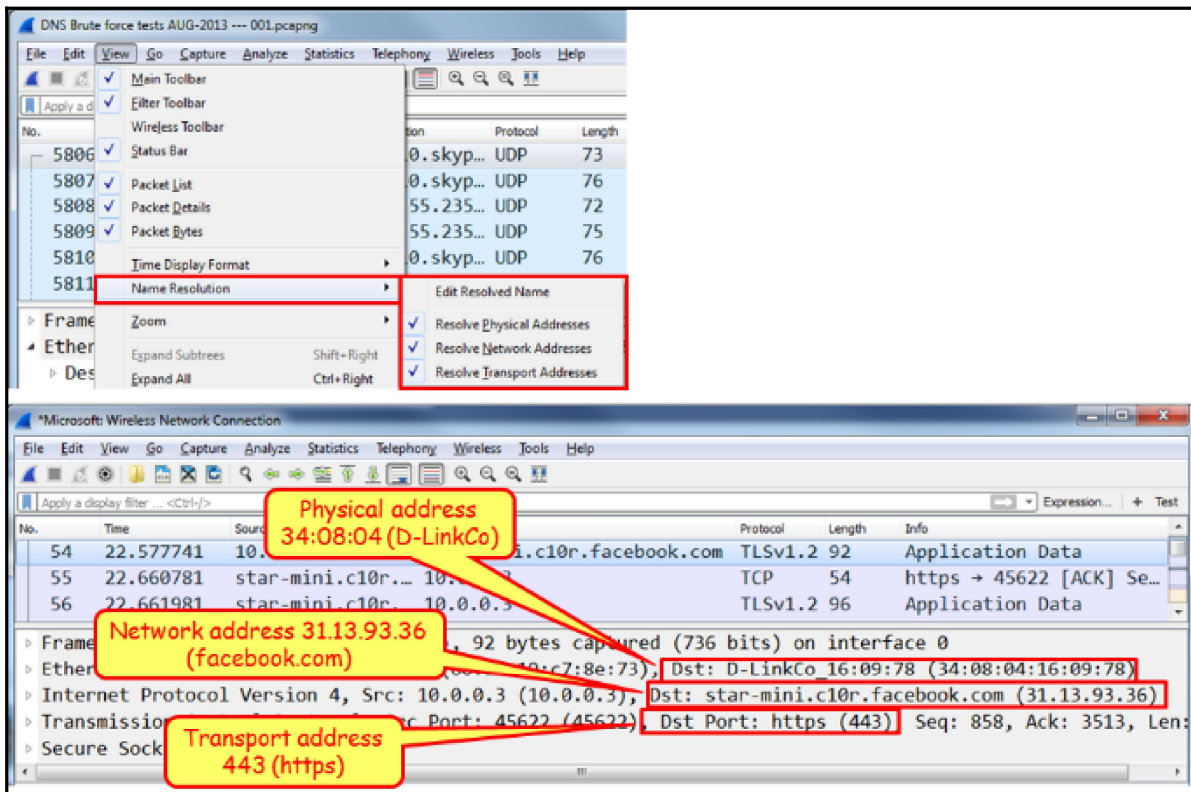 DNS Brute force tests AUG-2013 --- 001.pcapng
File Edit View Go Capture Analyze Statistics Telephony Wireless Tools Help
Main Toolbar
Apply a d
Filter Toolbar
No. Wireless Toolbar tion Protocol Length
5806 Status Bar 0.skyp… UDP 73
5807 Packet List 0.skyp… UDP 76
5808 Packet Details 55.235… UDP 72
5809 Packet Bytes 55.235… UDP 75
5810 Time Display Format 0.skyp… UDP 76
5811 Name Resolution Edit Resolved Name
Frame Zoom Resolve Physical Addresses
Ether Expand Subtrees Shift+Right Resolve Network Addresses
Des Expand All Ctrl+Right Resolve Transport Addresses
*Microsoft: Wireless Network Connection
File Edit View Go Capture Analyze Statistics Telephony Wireless Tools Help
Apply a display filter ... <Ctrl-/> Expression... + Test
Physical address
34:08:04 (D-LinkCo)
No. Time Sourc Protocol Length Info
54 22.577741 10. i.c10r.facebook.com TLSv1.2 92 Application Data
55 22.660781 star-mini.c10r.… 10.0.0.3 TCP 54 https → 45622 [ACK] Se…
56 22.661981 star-mini.c10r. 10.0.0.3 TLSv1.2 96 Application Data
Network address 31.13.93.36
(facebook.com)
Frame , 92 bytes captured (736 bits) on interface 0
Ether :c7:8e:73), Dst: D-LinkCo_16:09:78 (34:08:04:16:09:78)
Internet Protocol Version 4, Src: 10.0.0.3 (10.0.0.3), Dst: star-mini.c10r.facebook.com (31.13.93.36)
Transmission Port: 45622 (45622), Dst Port: https (443) Seq: 858, Ack: 3513, Len:
Secure Sock
Transport address
443 (https)